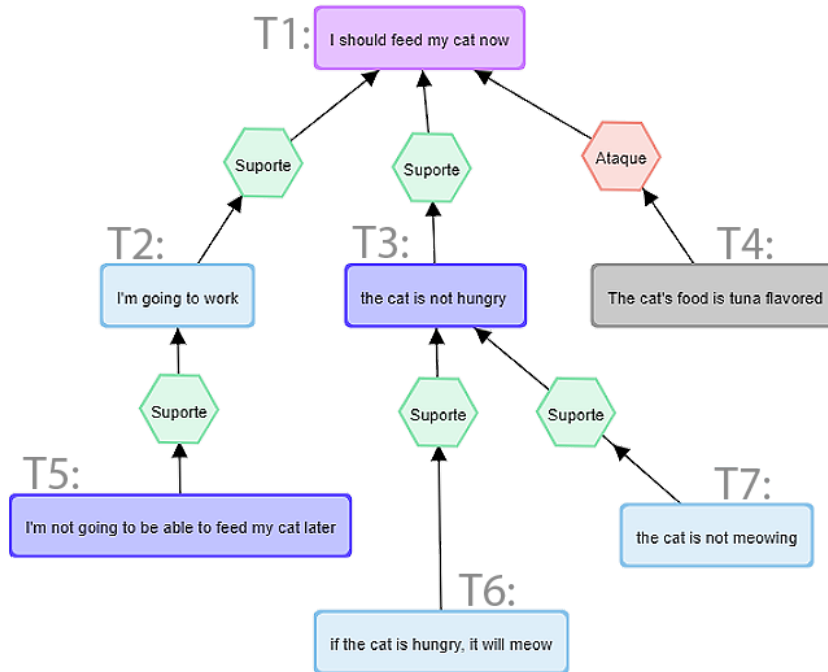 T1:
I should feed my cat now
Suporte
Suporte
Ataque
T2:
I'm going to work
T3:
the cat is not hungry
T4:
The cat's food is tuna flavored
Suporte
Suporte
Suporte
T5:
I'm not going to be able to feed my cat later
T7:
the cat is not meowing
T6:
if the cat is hungry, it will meow